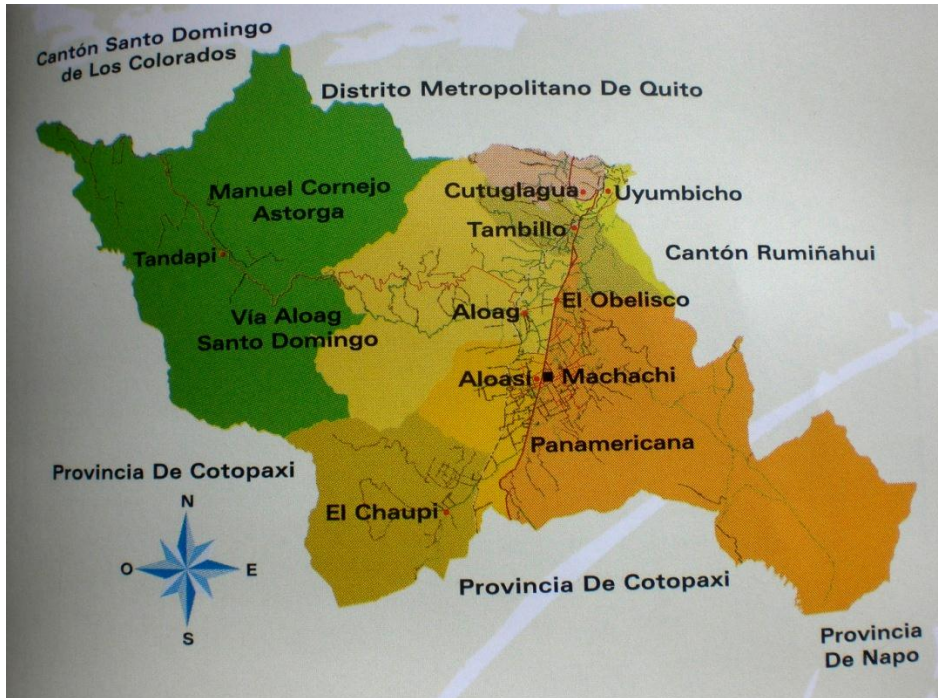 Cantón Santo Domingo
de Los Colorados
Distrito Metropolitano De Quito
Manuel Cornejo
Astorga
Cutuglagua
Uyumbicho
Tambillo
Tandapi
Cantón Rumiñahui
El Obelisco
Vía Aloag
Santo Domingo
Aloag
Aloasí
Machachi
Panamericana
Provincia De Cotopaxi
N
El Chaupi
O
E
S
Provincia De Cotopaxi
Provincia
De Napo